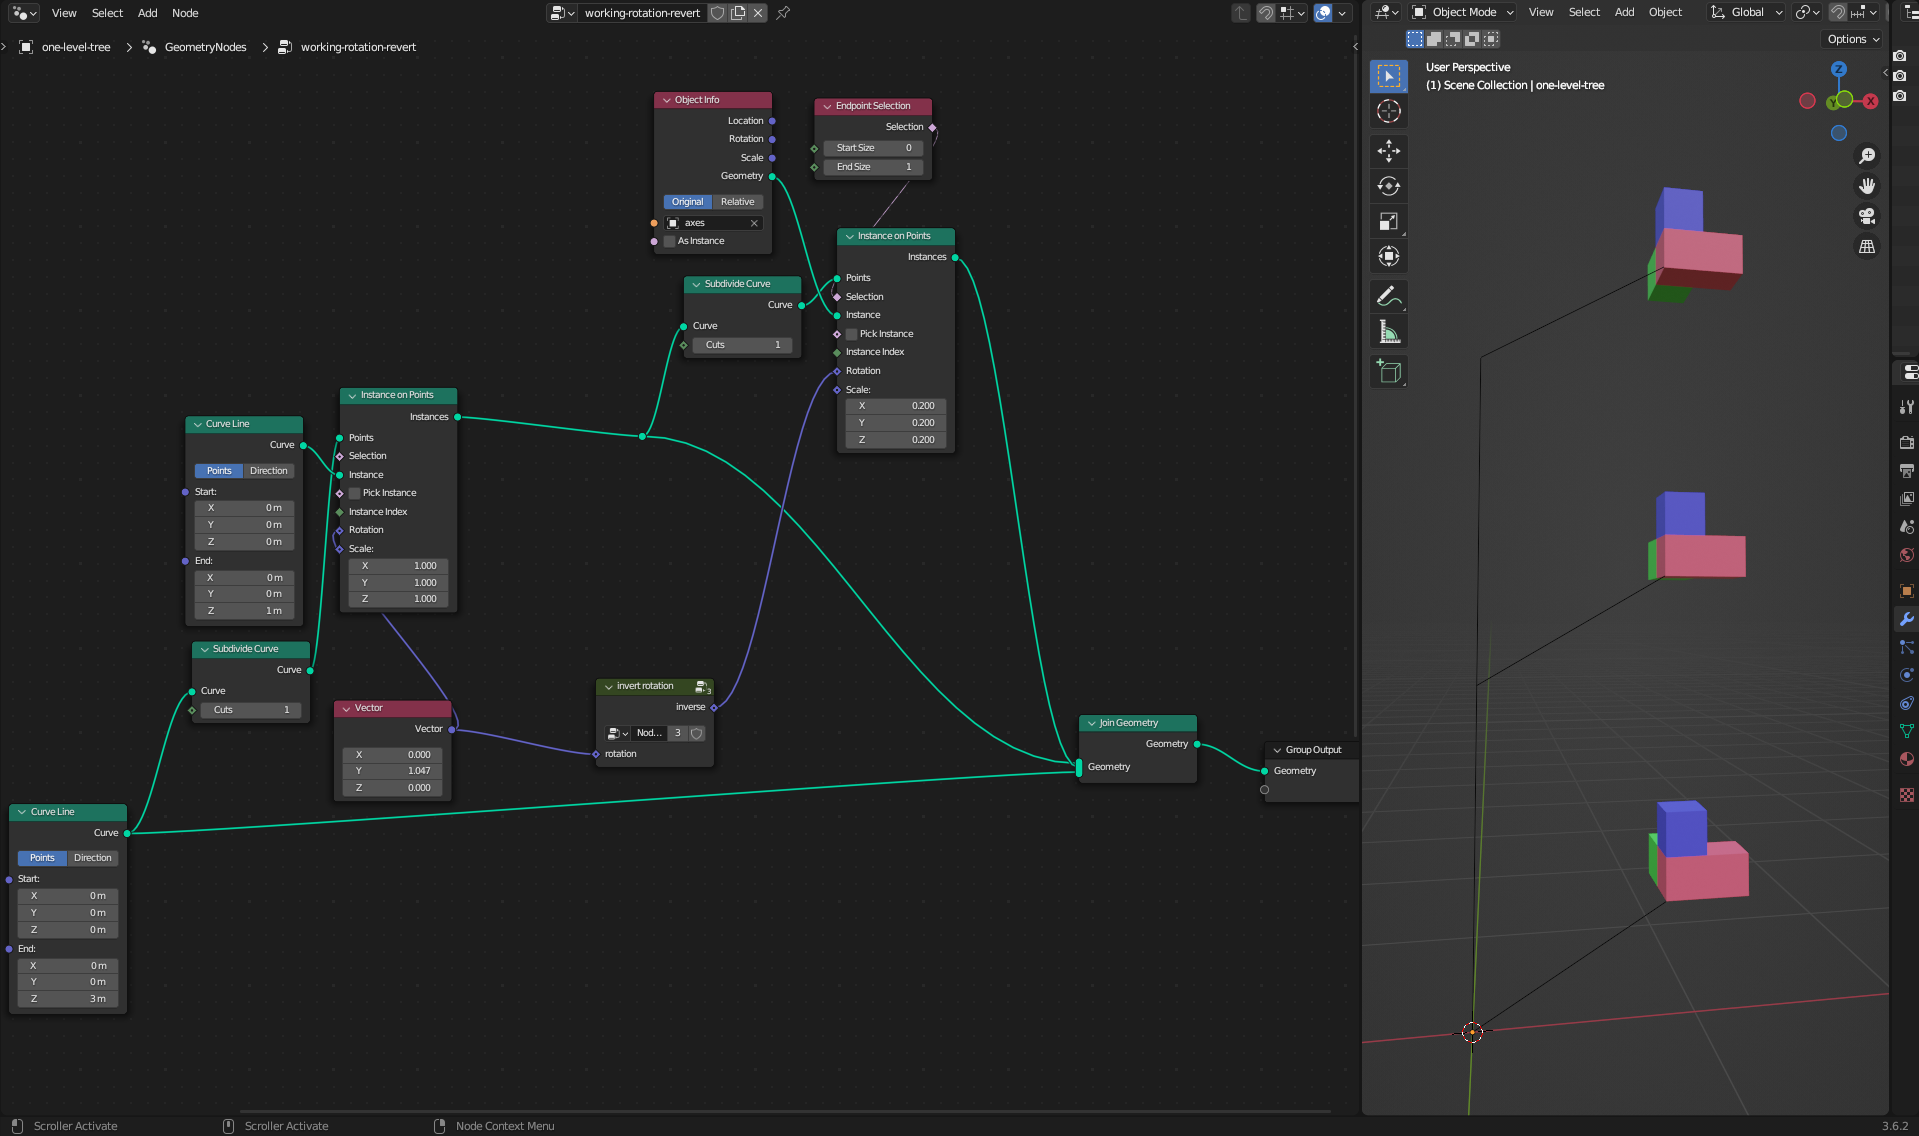 View Select Add Node
working-rotation-revert
one-level-tree GeometryNodes working-rotation-revert
Object Info
Location
Rotation
Scale
Geometry
Original Relative
axes
As Instance
Endpoint Selection
Selection
Start Size 0
End Size 1
Subdivide Curve
Curve
Curve
Cuts 1
Instance on Points
Instances
Points
Selection
Instance
Pick Instance
Instance Index
Rotation
Scale:
X 0.200
Y 0.200
Z 0.200
Curve Line
Curve
Points Direction
Start:
X 0 m
Y 0 m
Z 0 m
End:
X 0 m
Y 0 m
Z 1 m
Instance on Points
Instances
Points
Selection
Instance
Pick Instance
Instance Index
Rotation
Scale:
X 1.000
Y 1.000
Z 1.000
Subdivide Curve
Curve
Curve
Cuts 1
Vector
Vector
X 0.000
Y 1.047
Z 0.000
invert rotation
3
inverse
Nod... 3
rotation
Join Geometry
Geometry
Geometry
Group Output
Geometry
Curve Line
Curve
Points Direction
Start:
X 0 m
Y 0 m
Z 0 m
End:
X 0 m
Y 0 m
Z 3 m
Object Mode View Select Add Object Global
Options
User Perspective
(1) Scene Collection | one-level-tree
Z
Y
X
Scroller Activate Scroller Activate Node Context Menu 3.6.2